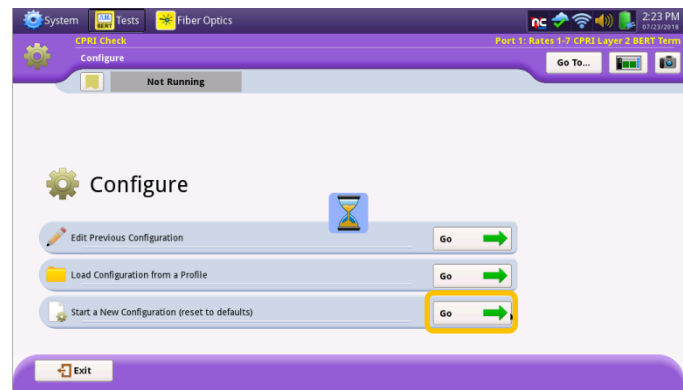 System Tests Fiber Optics
nc 2:23 PM
07/23/2018
CPRI Check Port 1: Rates 1-7 CPRI Layer 2 BERT Term
Configure
Go To...
Not Running
Configure
Edit Previous Configuration Go
Load Configuration from a Profile Go
Start a New Configuration (reset to defaults) Go
Exit